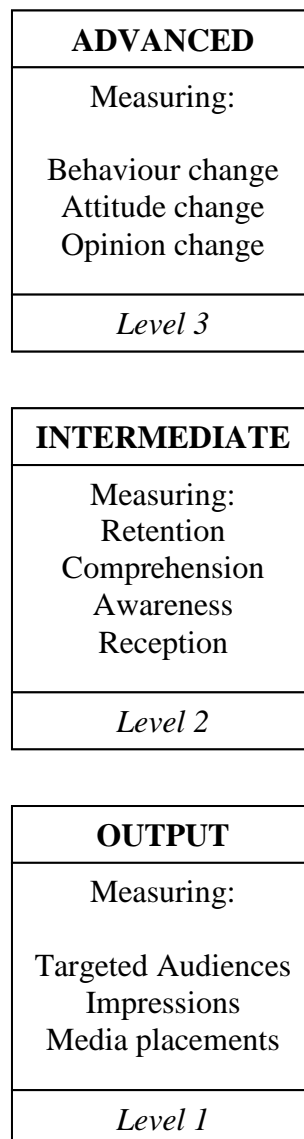 ADVANCED
Measuring:
Behaviour change
Attitude change
Opinion change
Level 3
INTERMEDIATE
Measuring:
Retention
Comprehension
Awareness
Reception
Level 2
OUTPUT
Measuring:
Targeted Audiences
Impressions
Media placements
Level 1